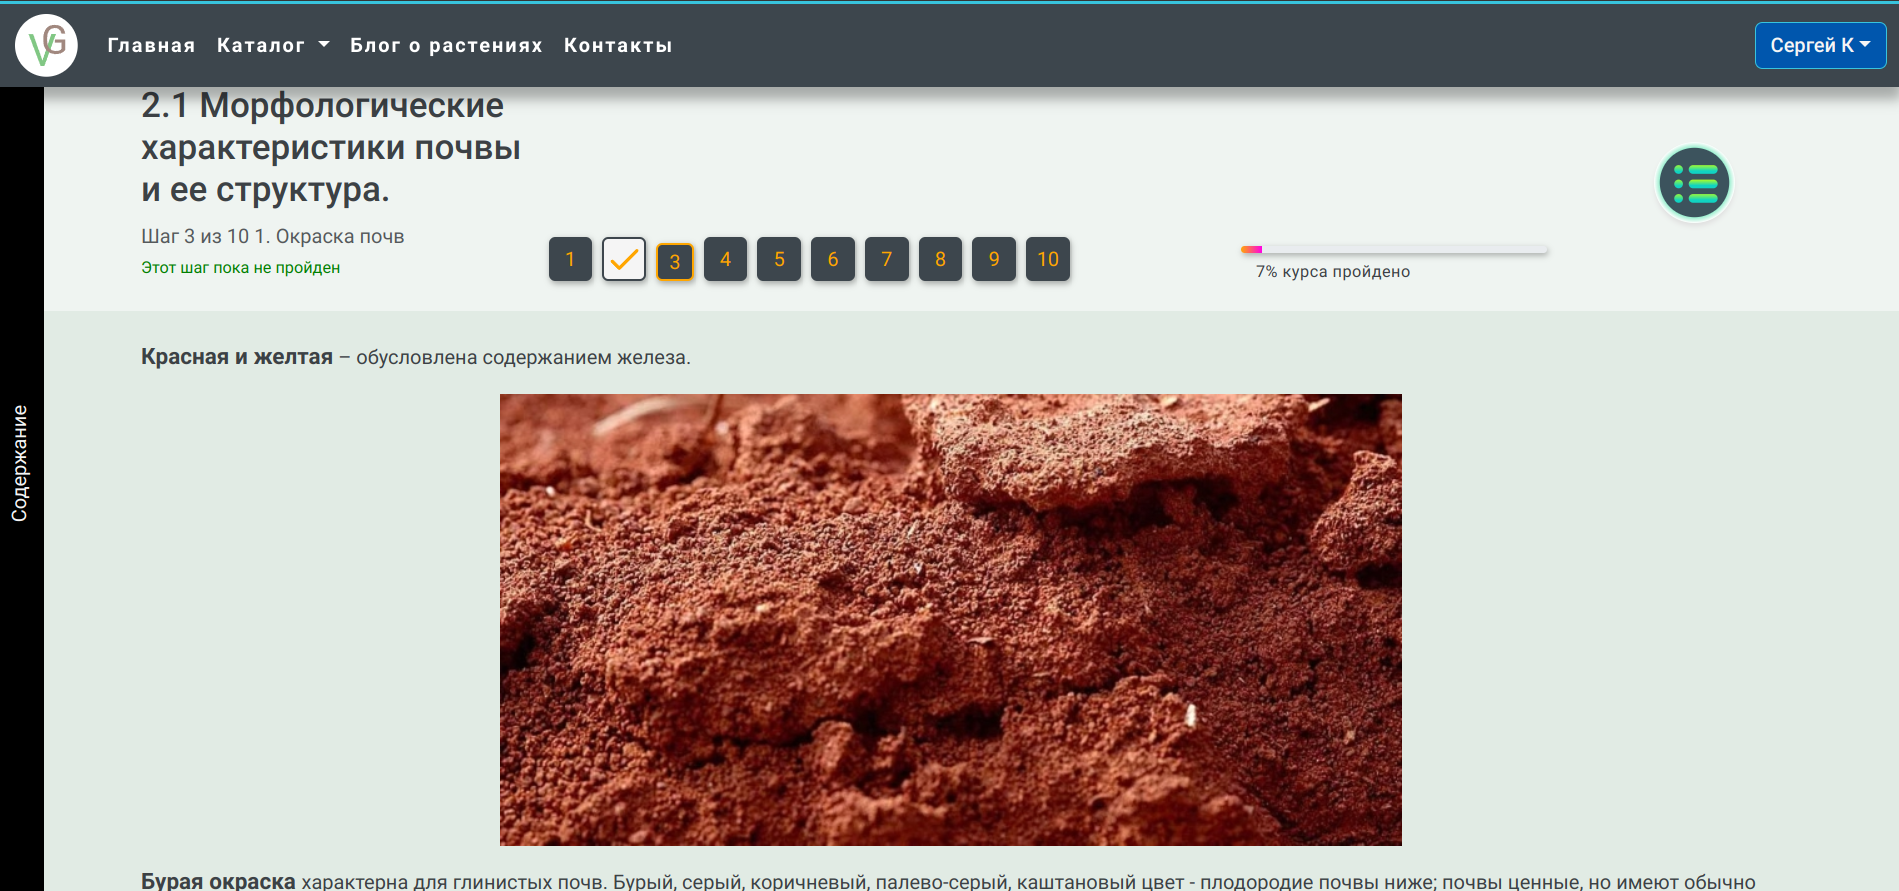 VG
Главная Каталог Блог о растениях Контакты
Сергей К
2.1 Морфологические
характеристики почвы
и ее структура.
Шаг 3 из 10 1. Окраска почв
Этот шаг пока не пройден
1 3 4 5 6 7 8 9 10
7% курса пройдено
Содержание
Красная и желтая – обусловлена содержанием железа.
Бурая окраска характерна для глинистых почв. Бурый, серый, коричневый, палево-серый, каштановый цвет - плодородие почвы ниже; почвы ценные, но имеют обычно